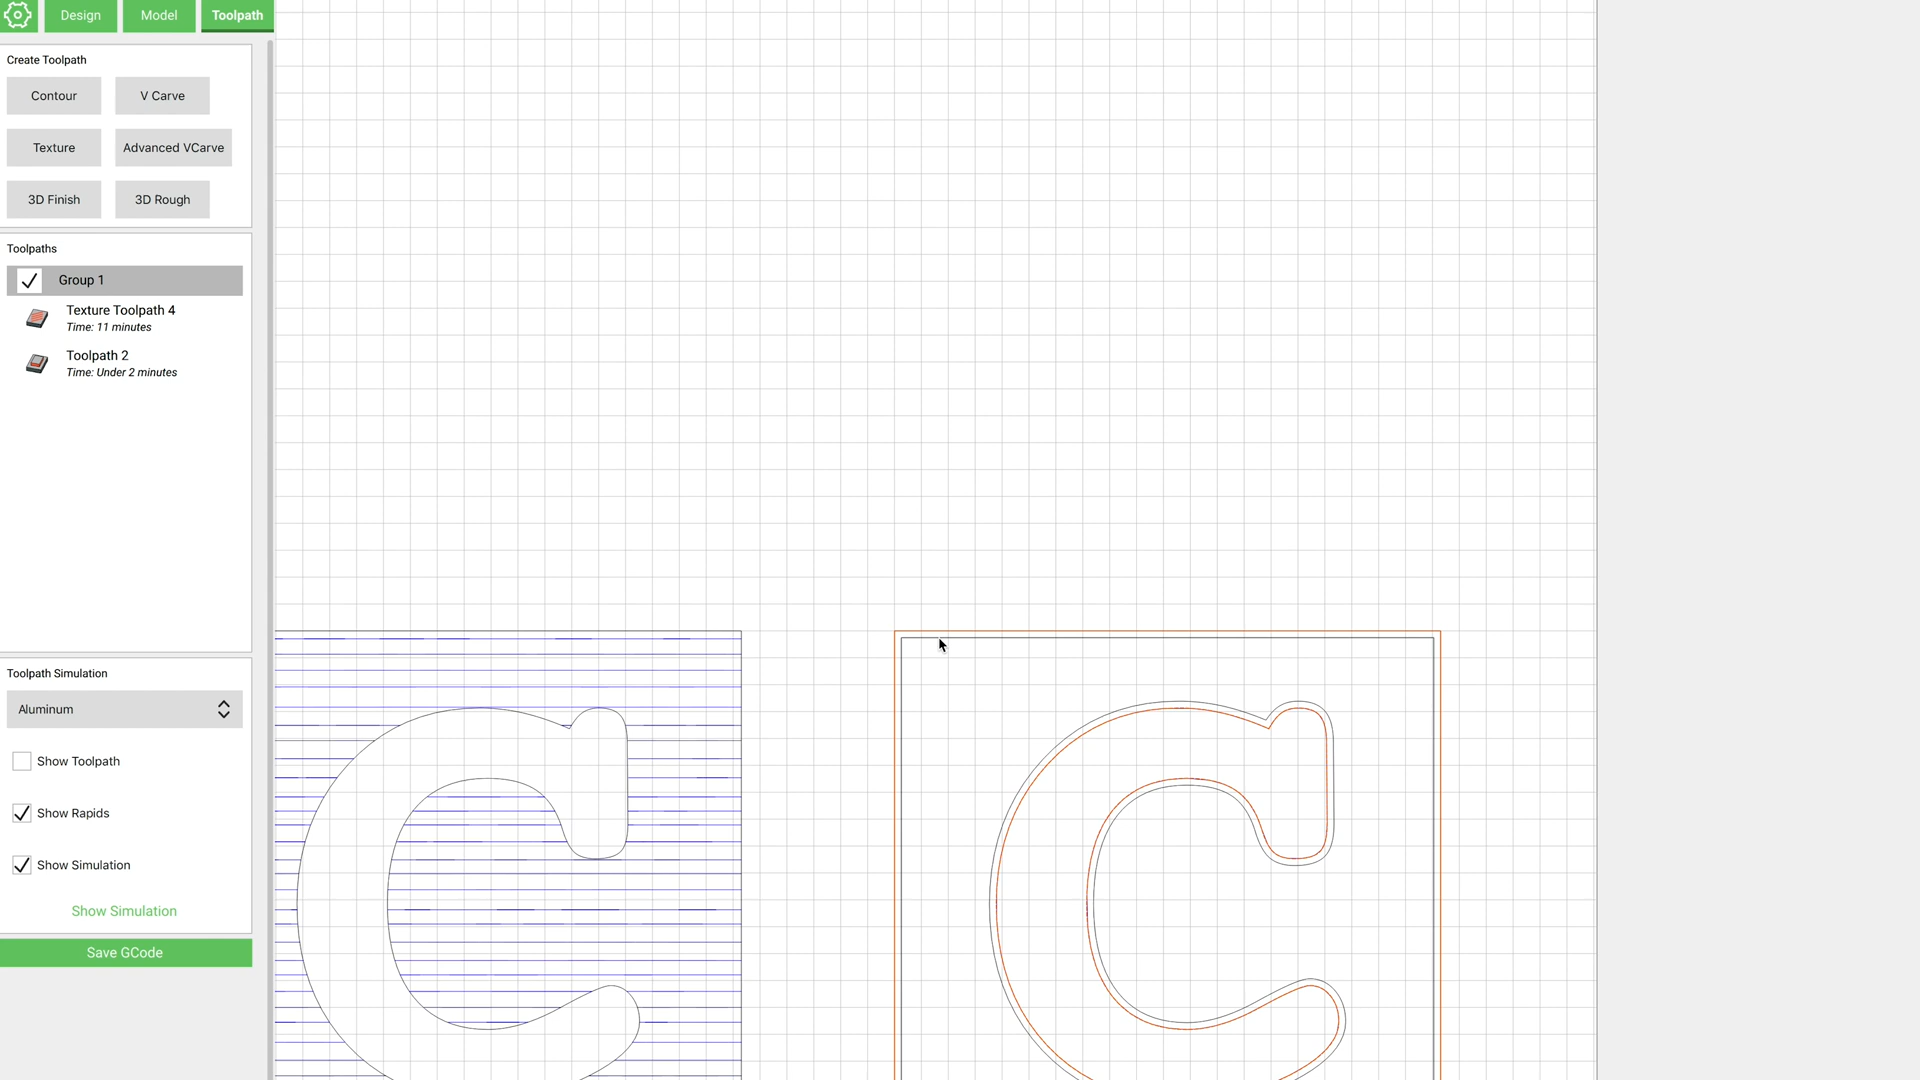 Design
Model
Toolpath
Create Toolpath
Contour
V Carve
Texture
Advanced VCarve
3D Finish
3D Rough
Toolpaths
Group 1
Texture Toolpath 4
Time: 11 minutes
Toolpath 2
Time: Under 2 minutes
Toolpath Simulation
Aluminum
Show Toolpath
Show Rapids
Show Simulation
Show Simulation
Save GCode